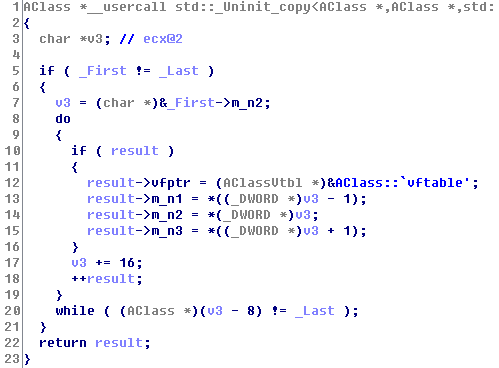 1 AClass *__usercall std::_Uninit_copy<AClass *,AClass *,std:
2 {
3 char *v3; // ecx@2
4
5 if ( _First != _Last )
6 {
7 v3 = (char *)&_First->m_n2;
8 do
9 {
10 if ( result )
11 {
12 result->vfptr = (AClassVtbl *)&AClass::`vftable';
13 result->m_n1 = *((_DWORD *)v3 - 1);
14 result->m_n2 = *(_DWORD *)v3;
15 result->m_n3 = *((_DWORD *)v3 + 1);
16 }
17 v3 += 16;
18 ++result;
19 }
20 while ( (AClass *)(v3 - 8) != _Last );
21 }
22 return result;
23 }